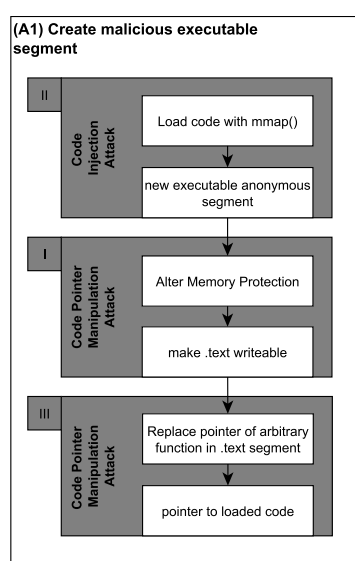 (A1) Create malicious executable
segment
II
Code
Injection
Attack
Load code with mmap()
new executable anonymous
segment
I
Code Pointer
Manipulation
Attack
Alter Memory Protection
make .text writeable
III
Code Pointer
Manipulation
Attack
Replace pointer of arbitrary
function in .text segment
pointer to loaded code